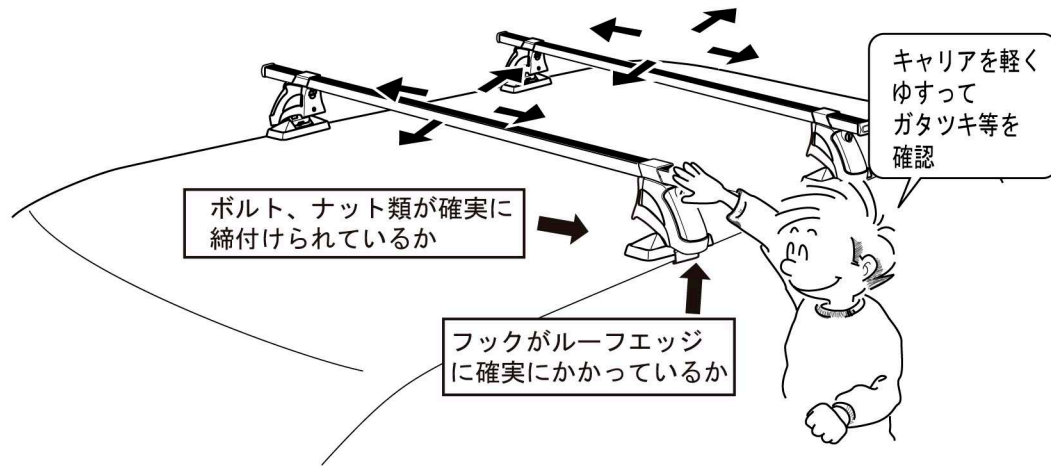 キャリアを軽く
ゆすって
ガタツキ等を
確認
ボルト、ナット類が確実に
締付けられているか
フックがルーフエッジ
に確実にかかっているか